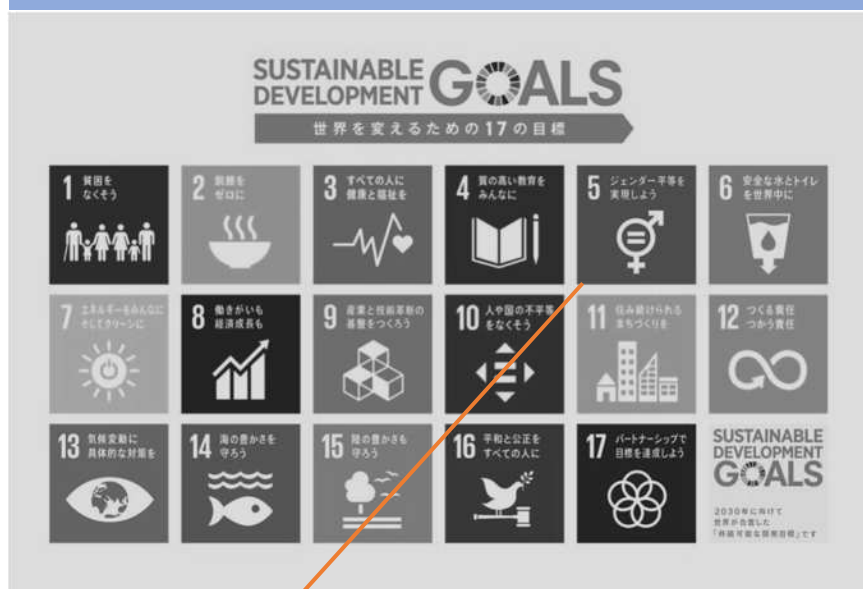 SUSTAINABLE
DEVELOPMENT
GOALS
世界を変えるための17の目標
1 貧困を
なくそう
2 飢餓を
ゼロに
3 すべての人に
健康と福祉を
4 質の高い教育を
みんなに
5 ジェンダー平等を
実現しよう
6 安全な水とトイレ
を世界中に
7 エネルギーをみんなに
そしてクリーンに
8 働きがいも
経済成長も
9 産業と技術革新の
基盤をつくろう
10 人や国の不平等
をなくそう
11 住み続けられる
まちづくりを
12 つくる責任
つかう責任
13 気候変動に
具体的な対策を
14 海の豊かさを
守ろう
15 陸の豊かさも
守ろう
16 平和と公正を
すべての人に
17 パートナーシップで
目標を達成しよう
SUSTAINABLE
DEVELOPMENT
GOALS
2030年に向けて
世界が合意した
「持続可能な開発目標」です